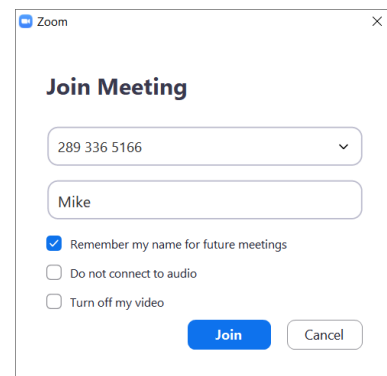 Zoom
Join Meeting
289 336 5166
Mike
Remember my name for future meetings
Do not connect to audio
Turn off my video
Join Cancel